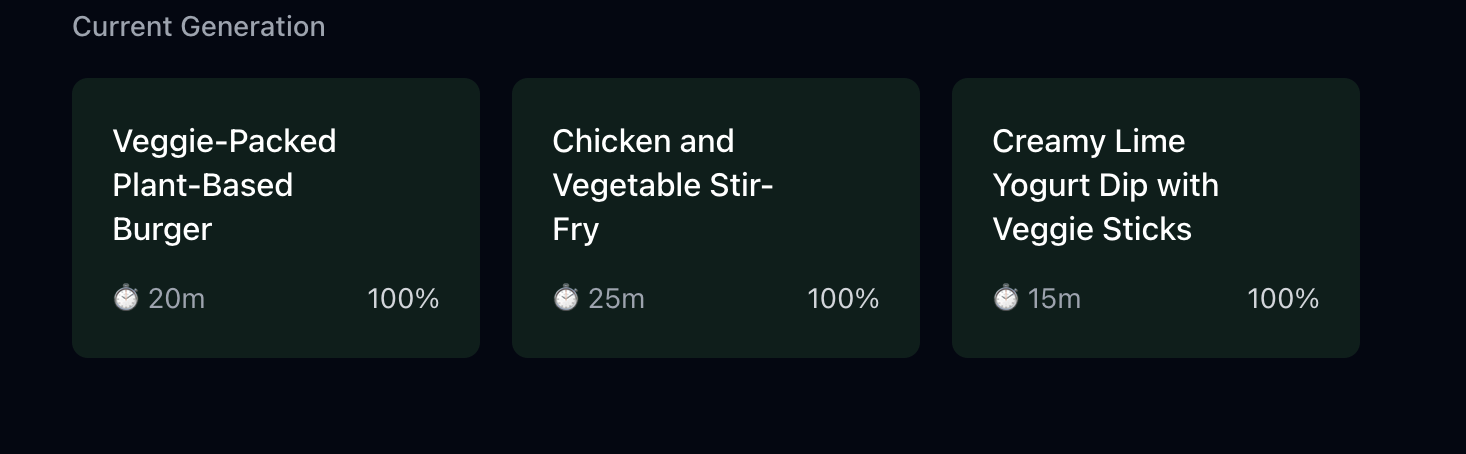 Current Generation
Veggie-Packed
Plant-Based
Burger
⏱ 20m 100%
Chicken and
Vegetable Stir-
Fry
⏱ 25m 100%
Creamy Lime
Yogurt Dip with
Veggie Sticks
⏱ 15m 100%